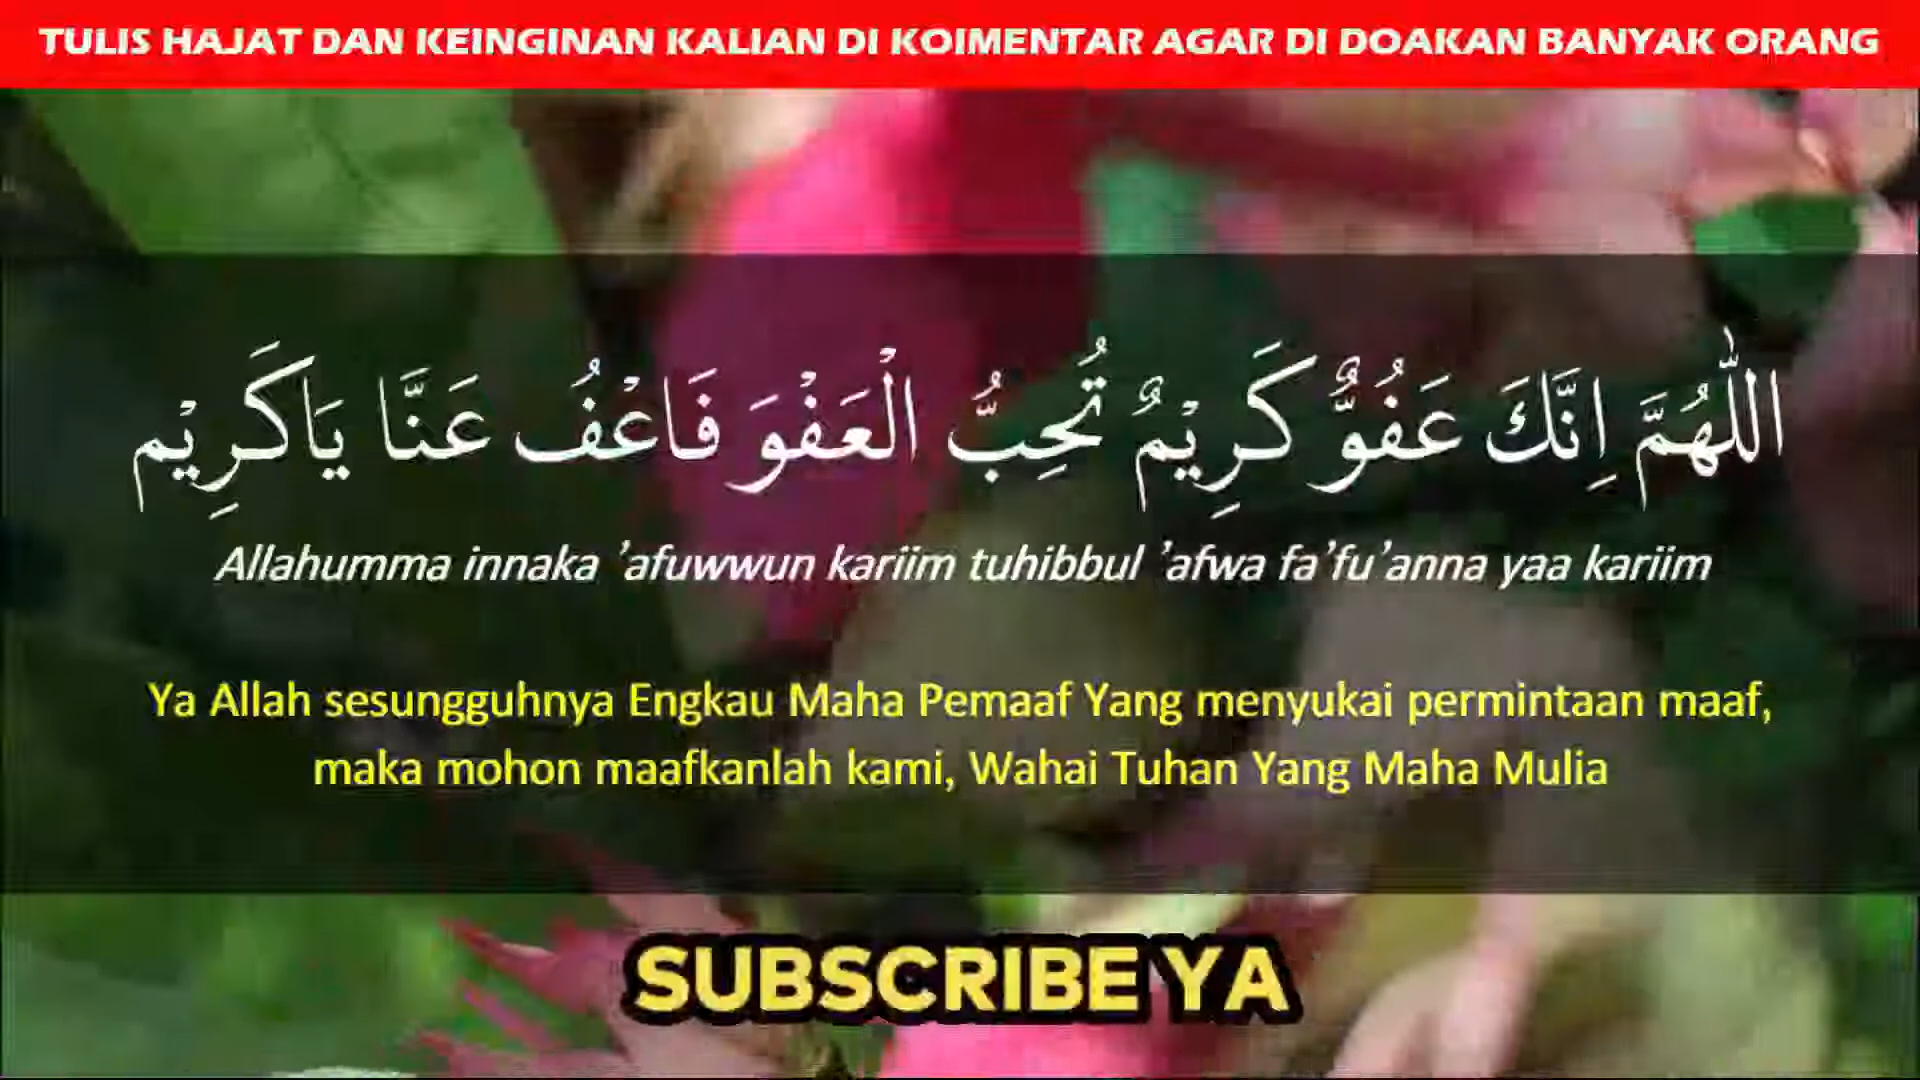 TULIS HAJAT DAN KEINGINAN KALIAN DI KOIMENTAR AGAR DI DOAKAN BANYAK ORANG
اللّٰهُمَّ اِنَّكَ عَفُوٌّ كَرِيْمٌ تُحِبُّ الْعَفْوَ فَاعْفُ عَنَّا يَاكَرِيْم
Allahumma innaka ’afuwwun kariim tuhibbul ’afwa fa’fu’anna yaa kariim
Ya Allah sesungguhnya Engkau Maha Pemaaf Yang menyukai permintaan maaf,
maka mohon maafkanlah kami, Wahai Tuhan Yang Maha Mulia
SUBSCRIBE YA